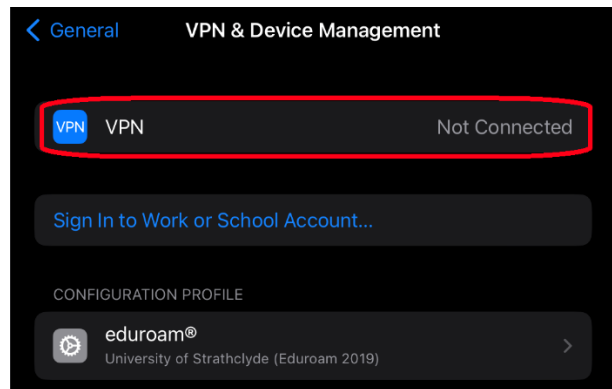 General
VPN & Device Management
VPN VPN Not Connected
Sign In to Work or School Account...
CONFIGURATION PROFILE
eduroam®
University of Strathclyde (Eduroam 2019)